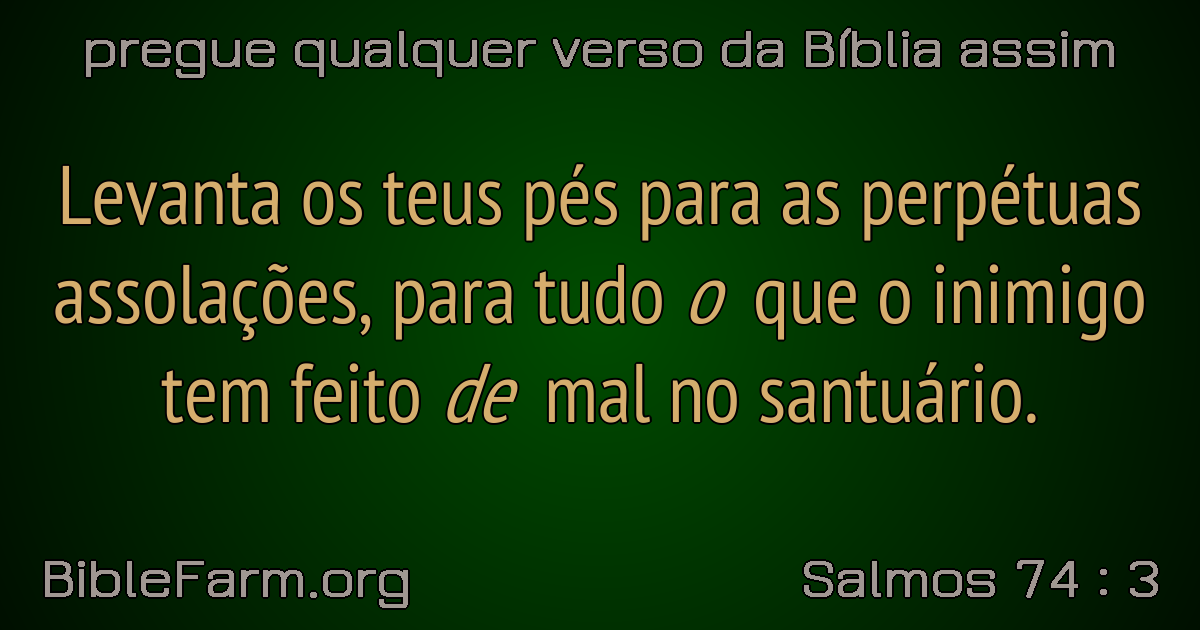 pregue qualquer verso da Bíblia assim
Levanta os teus pés para as perpétuas
assolações, para tudo o que o inimigo
tem feito de mal no santuário.
BibleFarm.org
Salmos 74 : 3